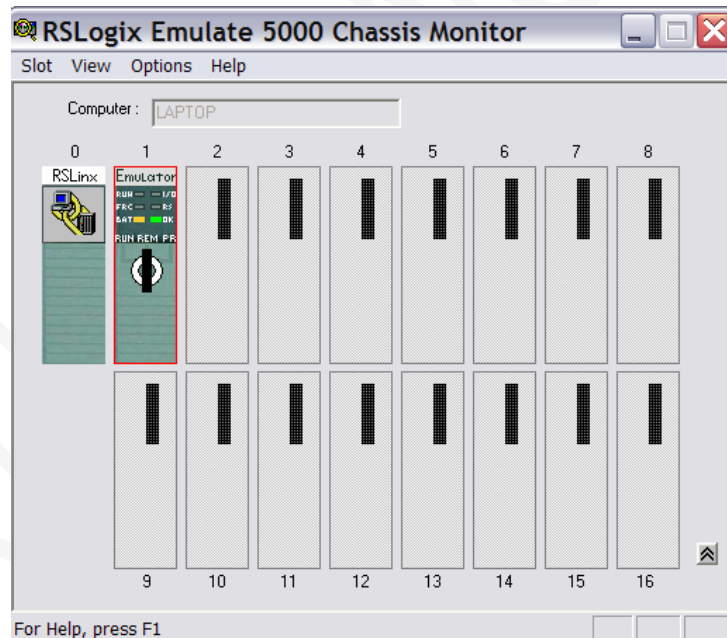 RSLogix Emulate 5000 Chassis Monitor
Slot View Options Help
Computer : LAPTOP
0 1 2 3 4 5 6 7 8
RSLinx Emulator
RUN I/O
FRC RS
BAT OK
RUN REM PR
9 10 11 12 13 14 15 16
For Help, press F1